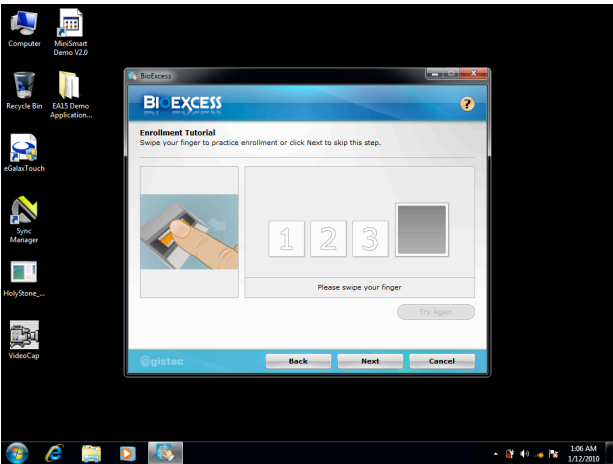 Computer
MiniSmart
Demo V2.0
Recycle Bin
EA15 Demo
Application...
eGalaxTouch
Sync
Manager
HolyStone_...
VideoCap
BioExcess
BIOEXCESS
?
Enrollment Tutorial
Swipe your finger to practice enrollment or click Next to skip this step.
1 2 3
Please swipe your finger
Try Again
Egistec
Back Next Cancel
1:06 AM
1/12/2010